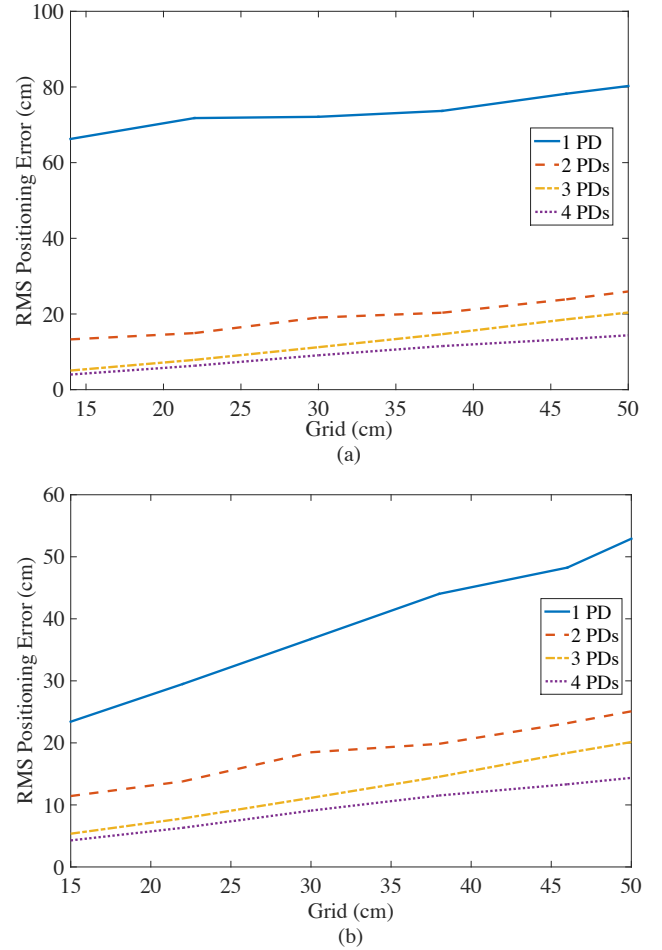 100
80
60
40
20
0
RMS Positioning Error (cm)
1 PD
2 PDs
3 PDs
4 PDs
15 20 25 30 35 40 45 50
Grid (cm)
(a)
60
50
40
30
20
10
0
RMS Positioning Error (cm)
1 PD
2 PDs
3 PDs
4 PDs
15 20 25 30 35 40 45 50
Grid (cm)
(b)